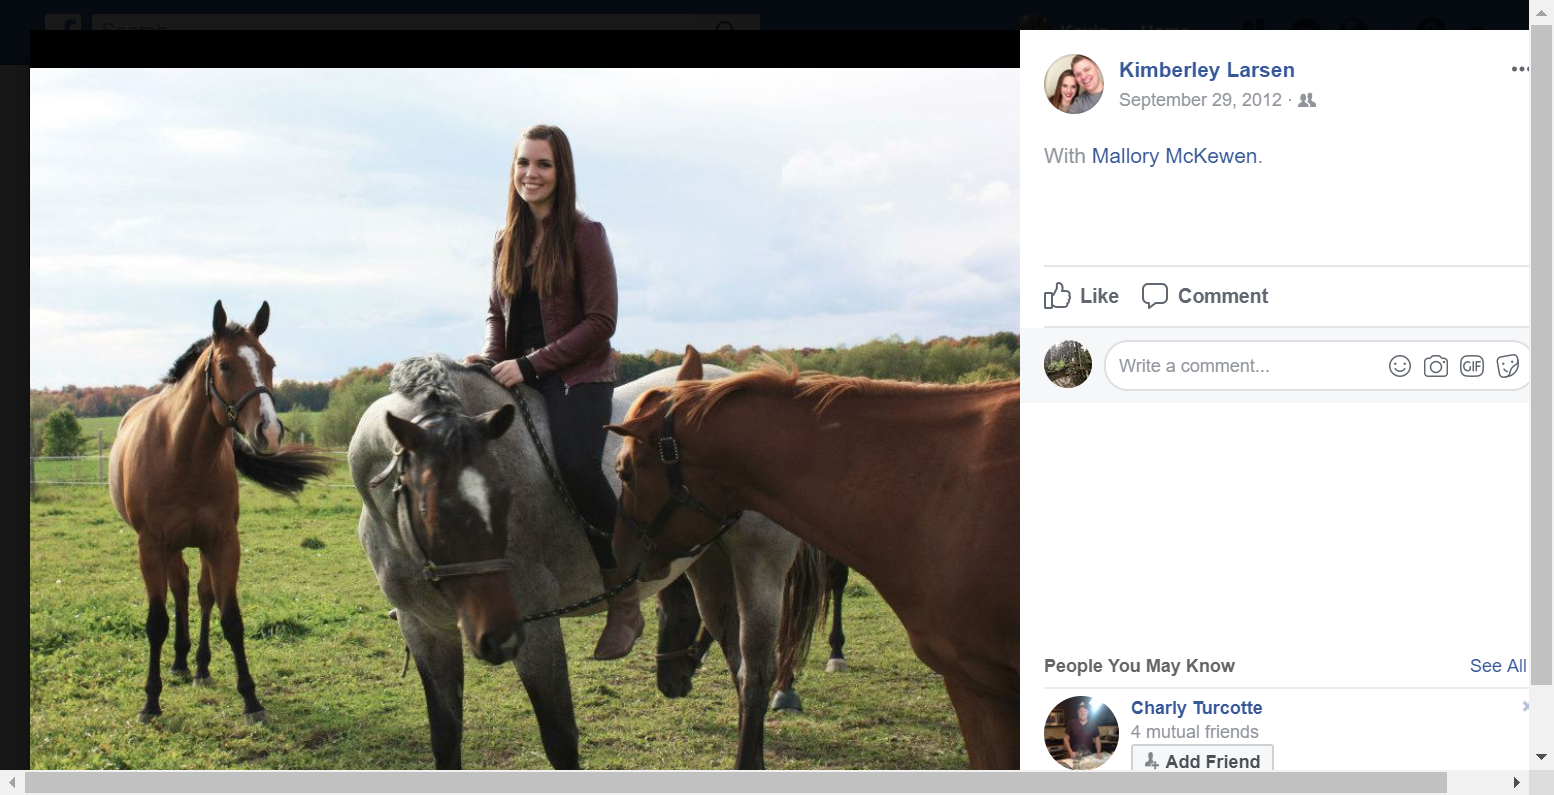 Search
Kimberley Larsen
September 29, 2012 ·
With Mallory McKewen.
Like Comment
Write a comment...
GIF
People You May Know
See All
Charly Turcotte
4 mutual friends
Add Friend